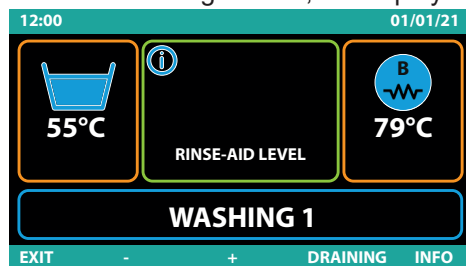 12:00 01/01/21
i
B
55°C
79°C
RINSE-AID LEVEL
WASHING 1
EXIT - + DRAINING INFO